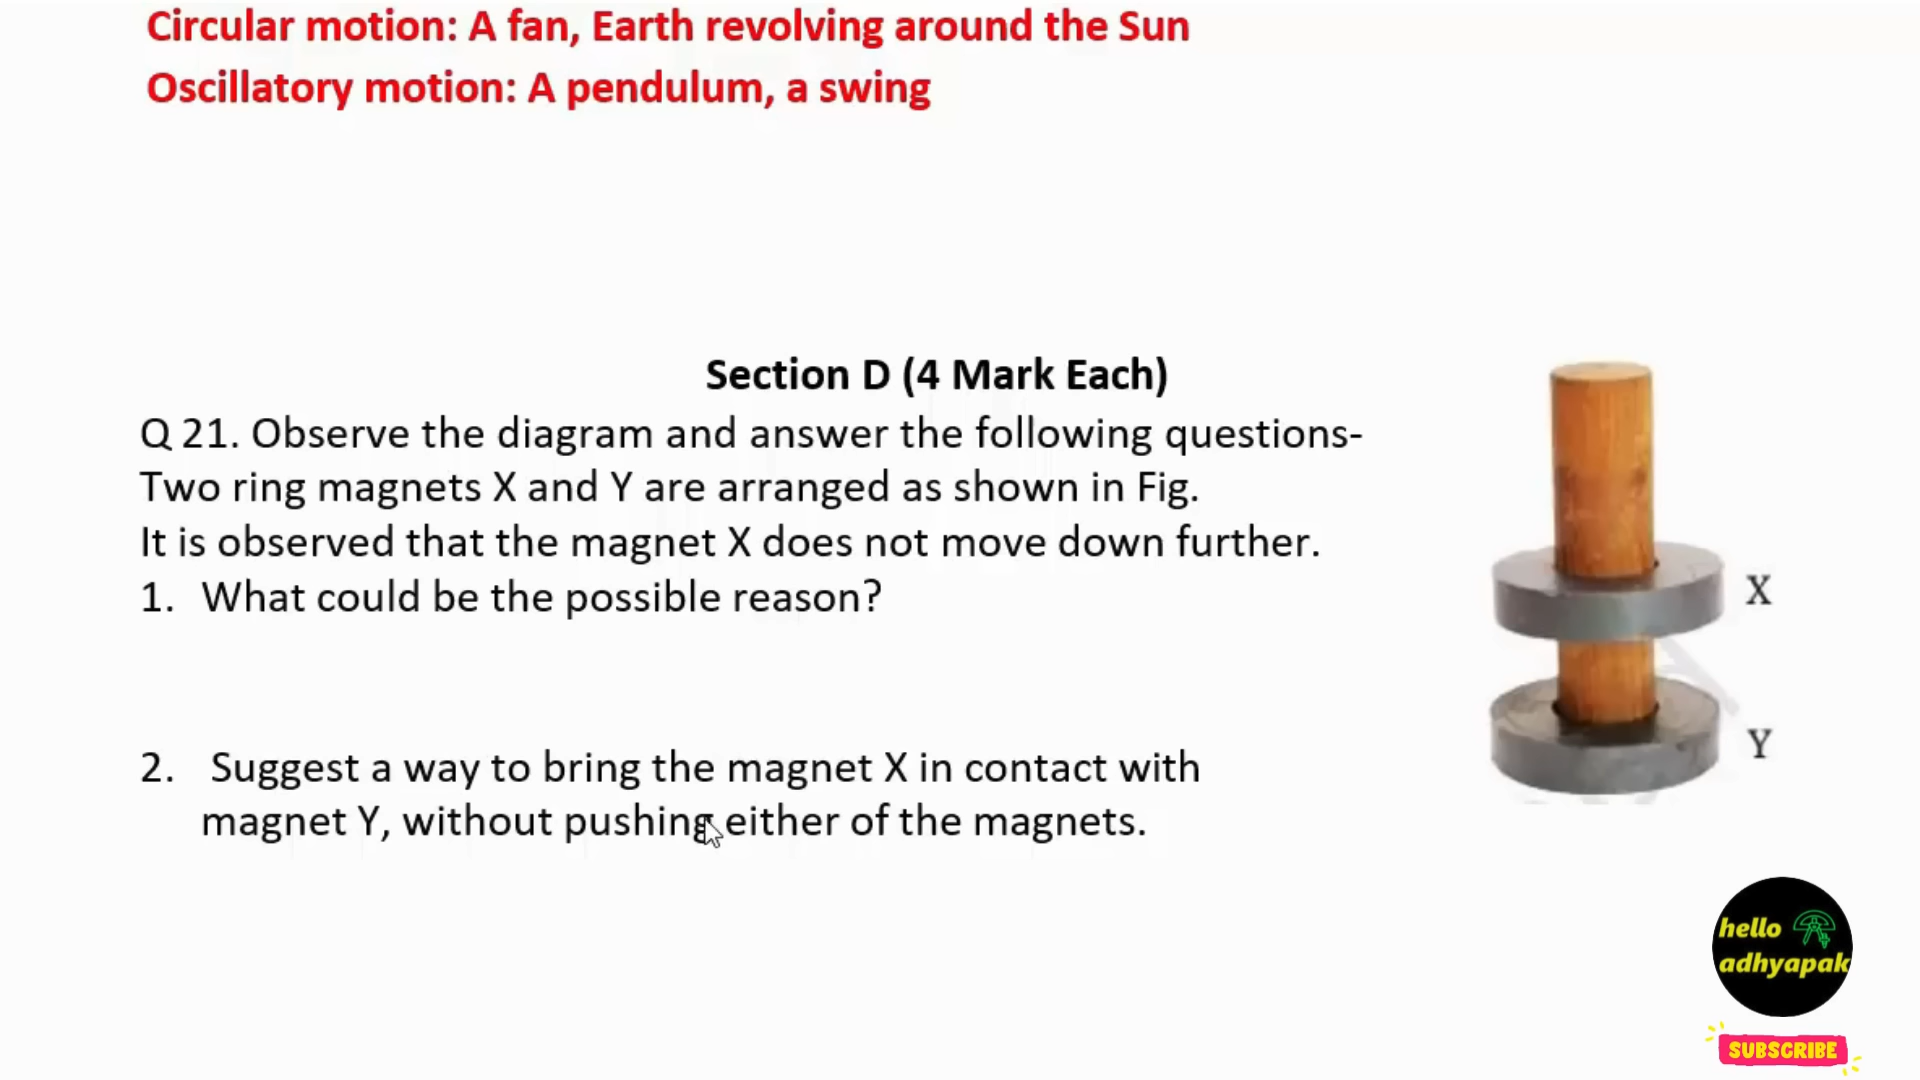 Circular motion: A fan, Earth revolving around the Sun
Oscillatory motion: A pendulum, a swing
Section D (4 Mark Each)
Q 21. Observe the diagram and answer the following questions-
Two ring magnets X and Y are arranged as shown in Fig.
It is observed that the magnet X does not move down further.
1. What could be the possible reason?
2. Suggest a way to bring the magnet X in contact with
magnet Y, without pushing either of the magnets.
X
Y
hello
adhyapak
SUBSCRIBE